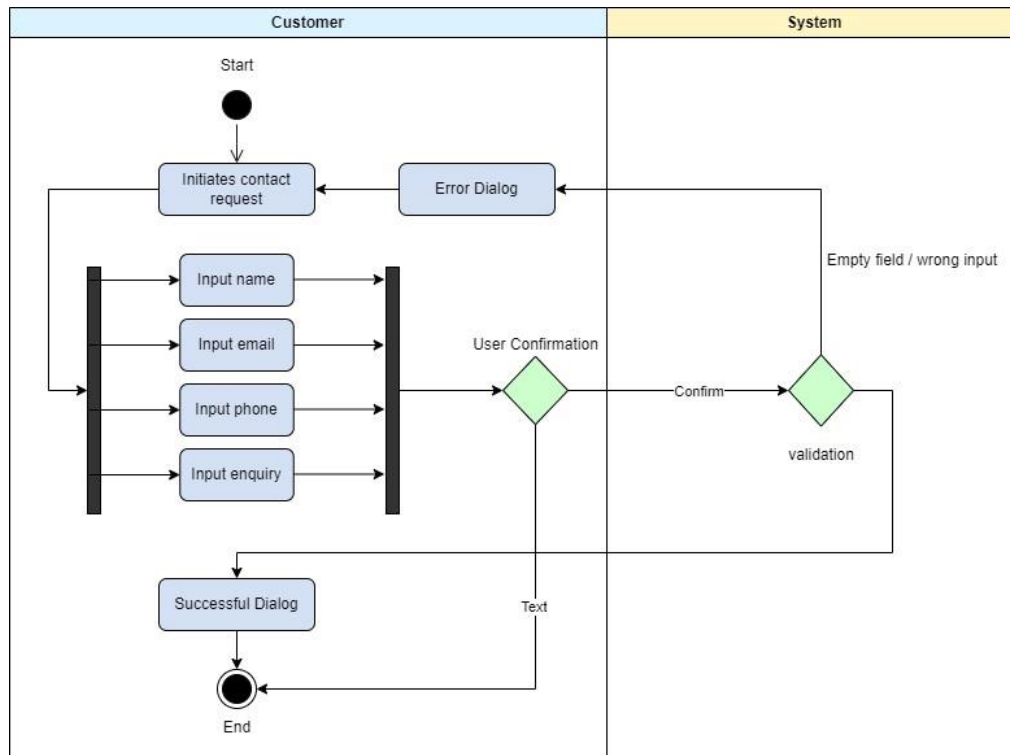 Customer
System
Start
Initiates contact
request
Error Dialog
Empty field / wrong input
Input name
Input email
User Confirmation
Confirm
Input phone
validation
Input enquiry
Successful Dialog
Text
End